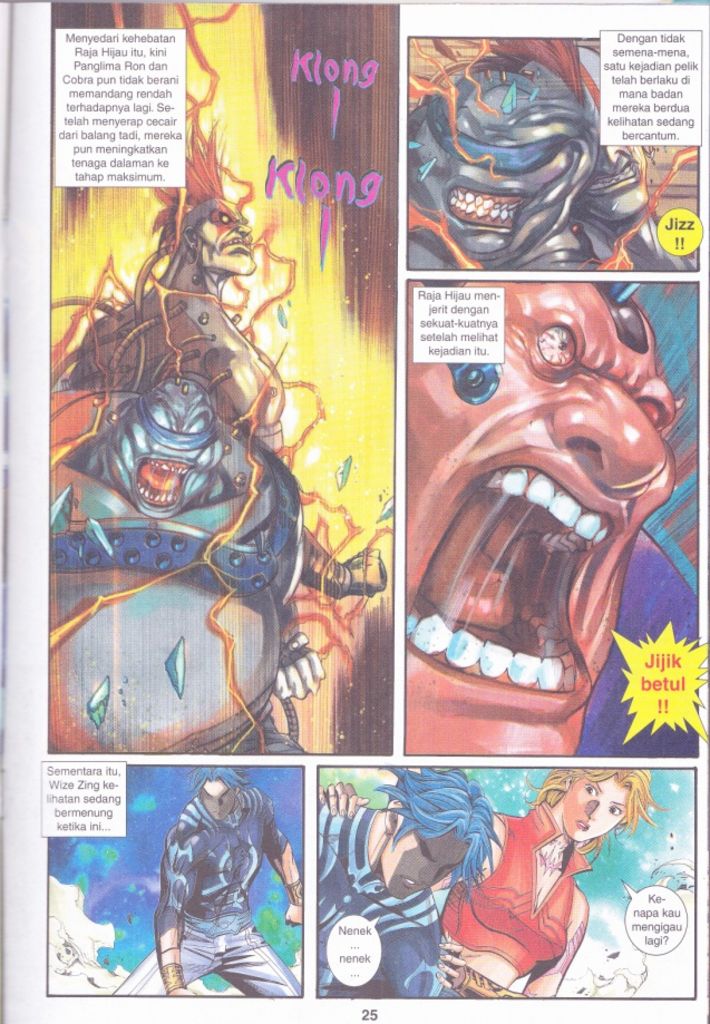 Menyedari kehebatan
Raja Hijau itu, kini
Panglima Ron dan
Cobra pun tidak berani
memandang rendah
terhadapnya lagi. Se-
telah menyerap cecair
dari balang tadi, mereka
pun meningkatkan
tenaga dalaman ke
tahap maksimum.
Klong
!
Klong
!
Dengan tidak
semena-mena,
satu kejadian pelik
telah berlaku di
mana badan
mereka berdua
kelihatan sedang
bercantum.
Jizz
!!
Raja Hijau men-
jerit dengan
sekuat-kuatnya
setelah melihat
kejadian itu.
Jijik
betul
!!
Sementara itu,
Wize Zing ke-
lihatan sedang
bermenung
ketika ini...
Nenek
...
nenek
...
Ke-
napa kau
mengigau
lagi?
25